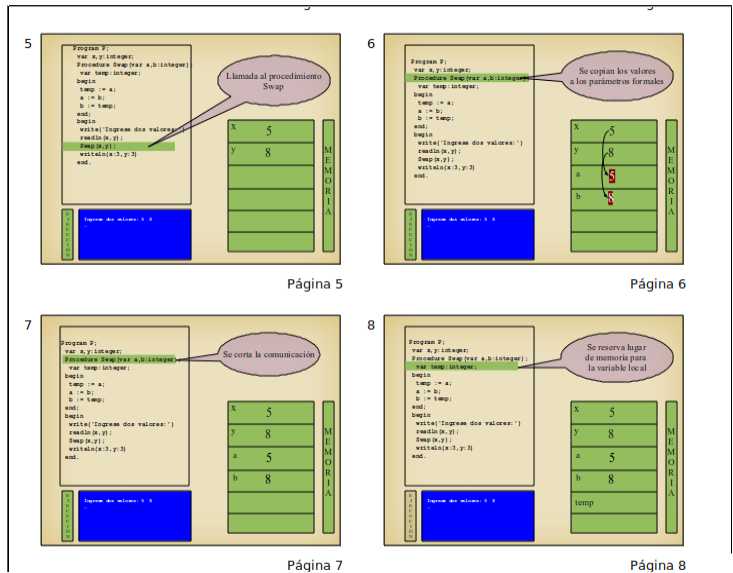 5
Program P;
var x,y:integer;
Procedure Swap(var a,b:integer);
var temp:integer;
begin
temp := a;
a := b;
b := temp;
end;
begin
write('Ingrese dos valores:')
readln(x,y);
Swap(x,y);
writeln(x:3,y:3)
end.
Llamada al procedimiento
Swap
x 5
y 8
MEMORIA
EJECUCIÓN
Ingrese dos valores: 5 8
_
Página 5
6
Program P;
var x,y:integer;
Procedure Swap(var a,b:integer)
var temp:integer;
begin
temp := a;
a := b;
b := temp;
end;
begin
write('Ingrese dos valores:')
readln(x,y);
Swap(x,y);
writeln(x:3,y:3)
end.
Se copian los valores
a los parámetros formales
x 5
y 8
a 5
b 8
MEMORIA
EJECUCIÓN
Ingrese dos valores: 5 8
_
Página 6
7
Program P;
var x,y:integer;
Procedure Swap(var a,b:integer)
var temp:integer;
begin
temp := a;
a := b;
b := temp;
end;
begin
write('Ingrese dos valores:')
readln(x,y);
Swap(x,y);
writeln(x:3,y:3)
end.
Se corta la comunicación
x 5
y 8
a 5
b 8
MEMORIA
EJECUCIÓN
Ingrese dos valores: 5 8
_
Página 7
8
Program P;
var x,y:integer;
Procedure Swap(var a,b:integer);
var temp:integer;
begin
temp := a;
a := b;
b := temp;
end;
begin
write('Ingrese dos valores:')
readln(x,y);
Swap(x,y);
writeln(x:3,y:3)
end.
Se reserva lugar
de memoria para
la variable local
x 5
y 8
a 5
b 8
temp
MEMORIA
EJECUCIÓN
Ingrese dos valores: 5 8
_
Página 8